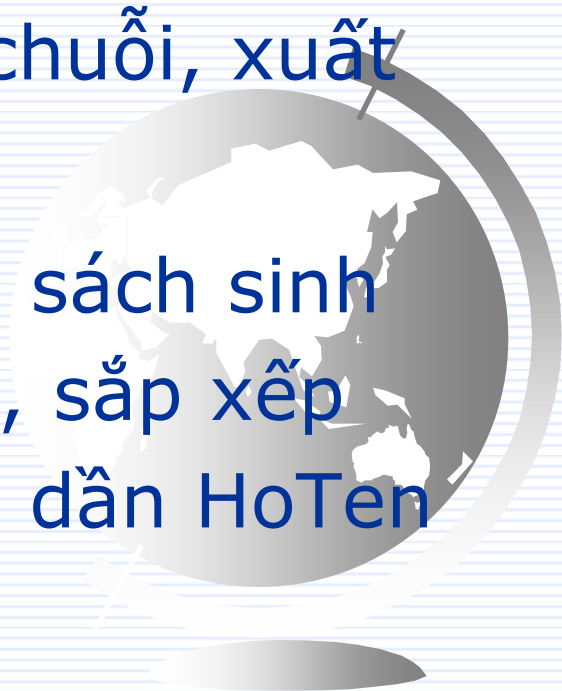 chuỗi, xuất
sách sinh
, sắp xếp
dần HoTen